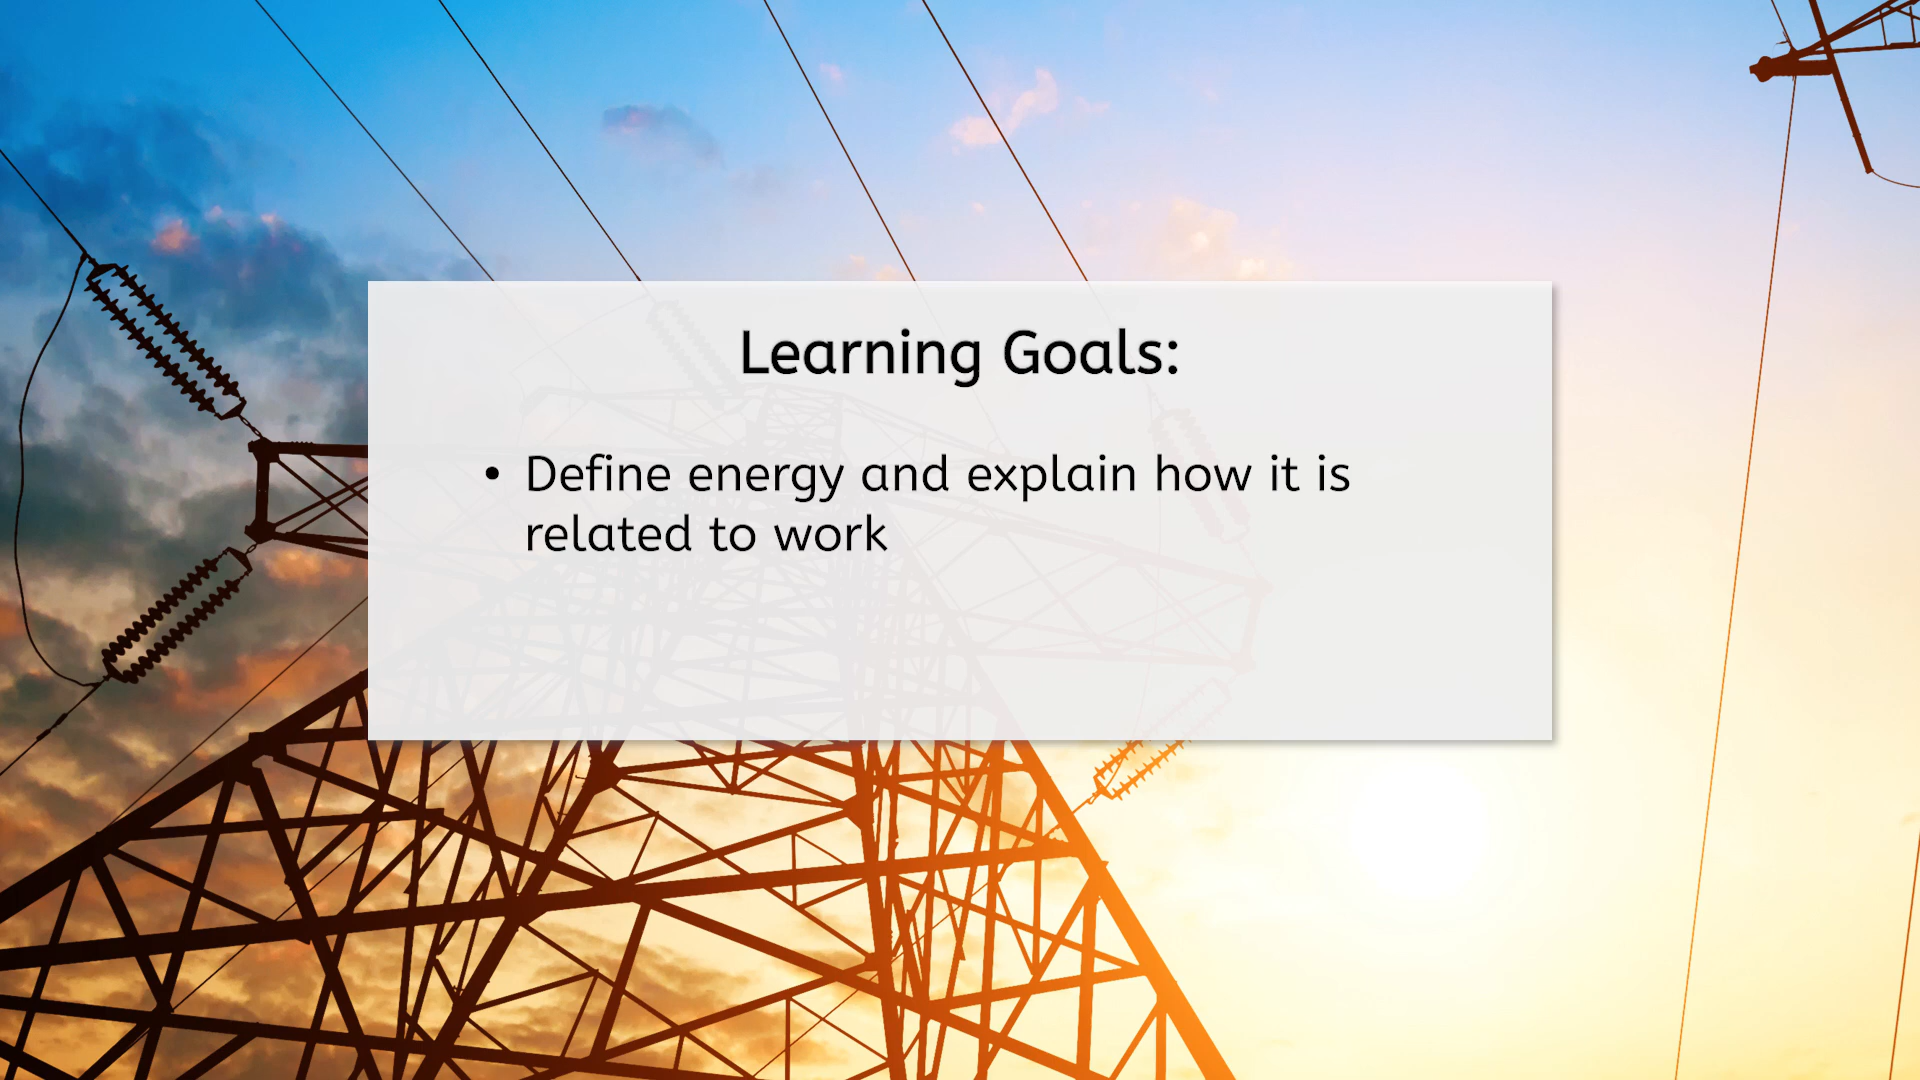 Learning Goals:
• Define energy and explain how it is
related to work